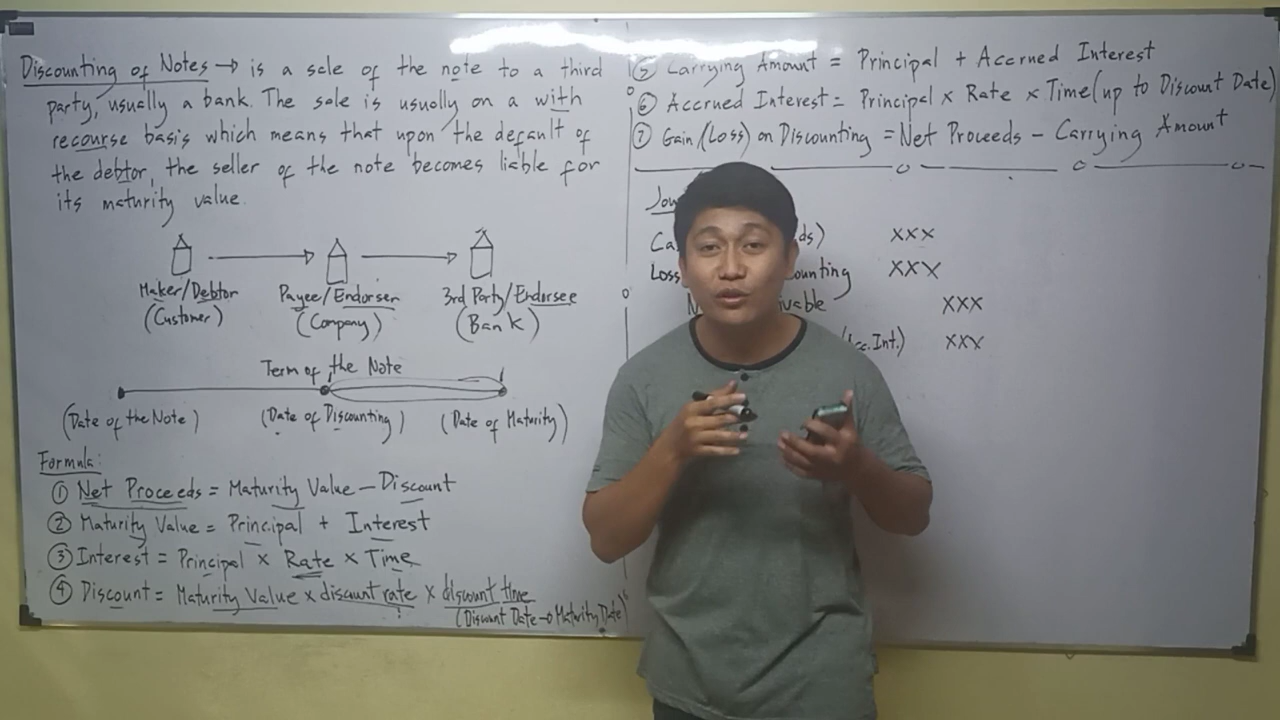 Discounting of Notes → is a sale of the note to a third
party, usually a bank. The sale is usually on a with
recourse basis which means that upon the default of
the debtor, the seller of the note becomes liable for
its maturity value.
Maker/Debtor
(Customer)
Payee/Endorser
(Company)
3rd Party/Endorsee
(Bank)
Term of the Note
(Date of the Note)
(Date of Discounting)
(Date of Maturity)
Formula:
① Net Proceeds = Maturity Value - Discount
② Maturity Value = Principal + Interest
③ Interest = Principal × Rate × Time
④ Discount = Maturity Value × discount rate × discount time
(Discount Date → Maturity Date)
⑤ Carrying Amount = Principal + Accrued Interest
⑥ Accrued Interest = Principal × Rate × Time (up to Discount Date)
⑦ Gain/(Loss) on Discounting = Net Proceeds - Carrying Amount
xxx
Loss xxx
xxx
Int.) xxx